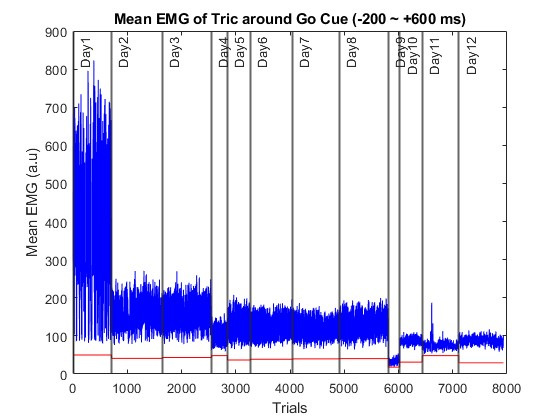 Mean EMG of Tric around Go Cue (-200 ~ +600 ms)
900
800
700
600
500
400
300
200
100
0
Mean EMG (a.u)
Day1
Day2
Day3
Day4
Day5
Day6
Day7
Day8
Day9
Day10
Day11
Day12
0 1000 2000 3000 4000 5000 6000 7000 8000
Trials